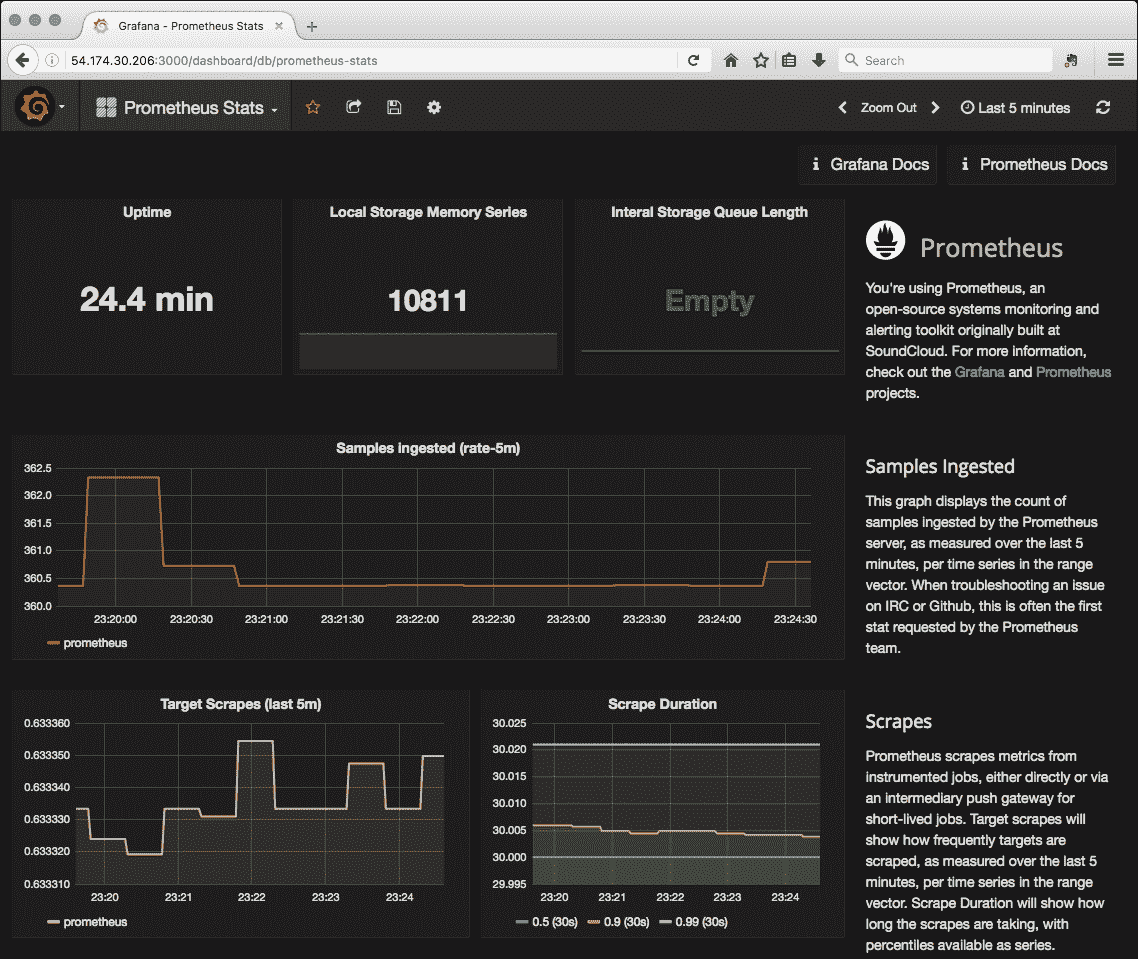 Grafana - Prometheus Stats
54.174.30.206:3000/dashboard/db/prometheus-stats
Search
Prometheus Stats
Zoom Out
Last 5 minutes
Grafana Docs
Prometheus Docs
Uptime
24.4 min
Local Storage Memory Series
10811
Interal Storage Queue Length
Empty
Prometheus
You're using Prometheus, an
open-source systems monitoring and
alerting toolkit originally built at
SoundCloud. For more information,
check out the Grafana and Prometheus
projects.
Samples ingested (rate-5m)
362.5
362.0
361.5
361.0
360.5
360.0
23:20:00 23:20:30 23:21:00 23:21:30 23:22:00 23:22:30 23:23:00 23:23:30 23:24:00 23:24:30
prometheus
Samples Ingested
This graph displays the count of
samples ingested by the Prometheus
server, as measured over the last 5
minutes, per time series in the range
vector. When troubleshooting an issue
on IRC or Github, this is often the first
stat requested by the Prometheus
team.
Target Scrapes (last 5m)
0.633360
0.633350
0.633340
0.633330
0.633320
0.633310
23:20 23:21 23:22 23:23 23:24
prometheus
Scrape Duration
30.025
30.020
30.015
30.010
30.005
30.000
29.995
23:20 23:21 23:22 23:23 23:24
0.5 (30s) 0.9 (30s) 0.99 (30s)
Scrapes
Prometheus scrapes metrics from
instrumented jobs, either directly or via
an intermediary push gateway for
short-lived jobs. Target scrapes will
show how frequently targets are
scraped, as measured over the last 5
minutes, per time series in the range
vector. Scrape Duration will show how
long the scrapes are taking, with
percentiles available as series.